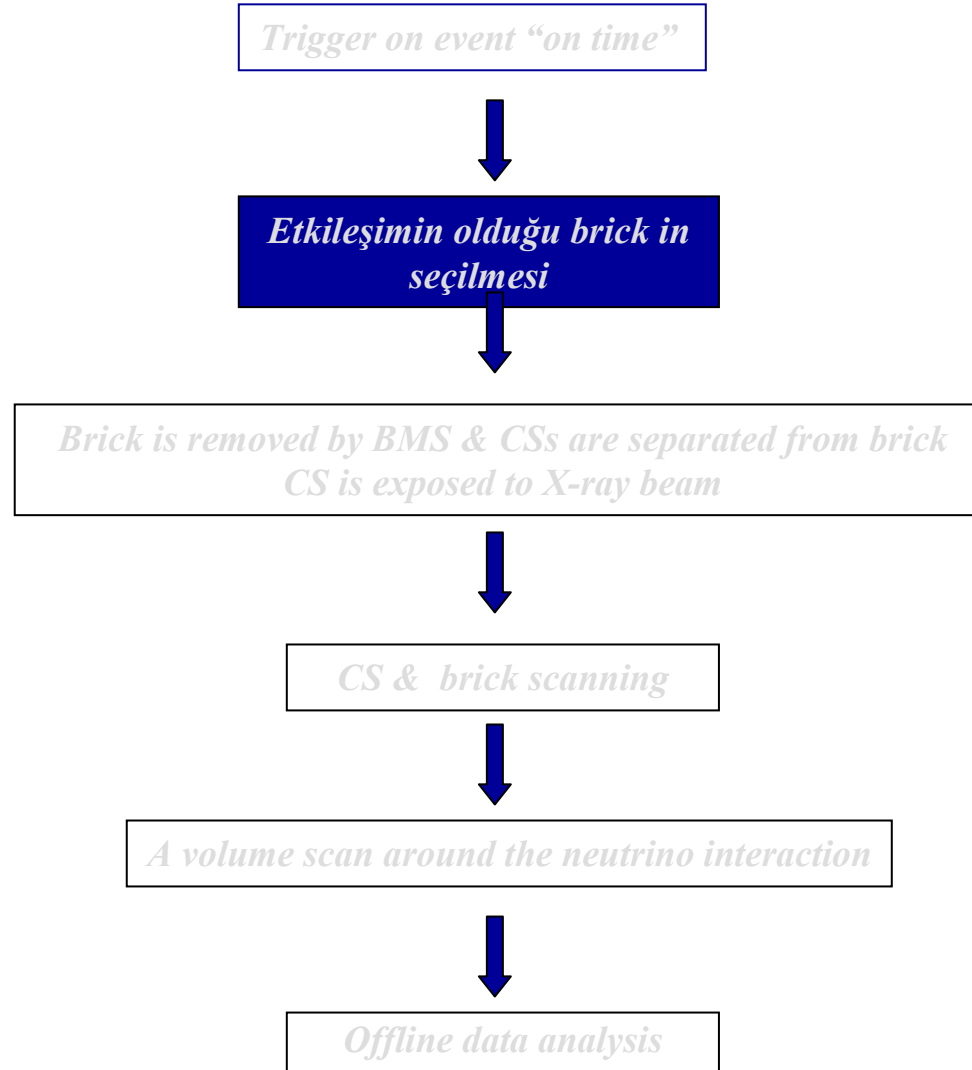 Trigger on event “on time”
Etkileşimin olduğu brick in
seçilmesi
Brick is removed by BMS & CSs are separated from brick
CS is exposed to X-ray beam
CS & brick scanning
A volume scan around the neutrino interaction
Offline data analysis